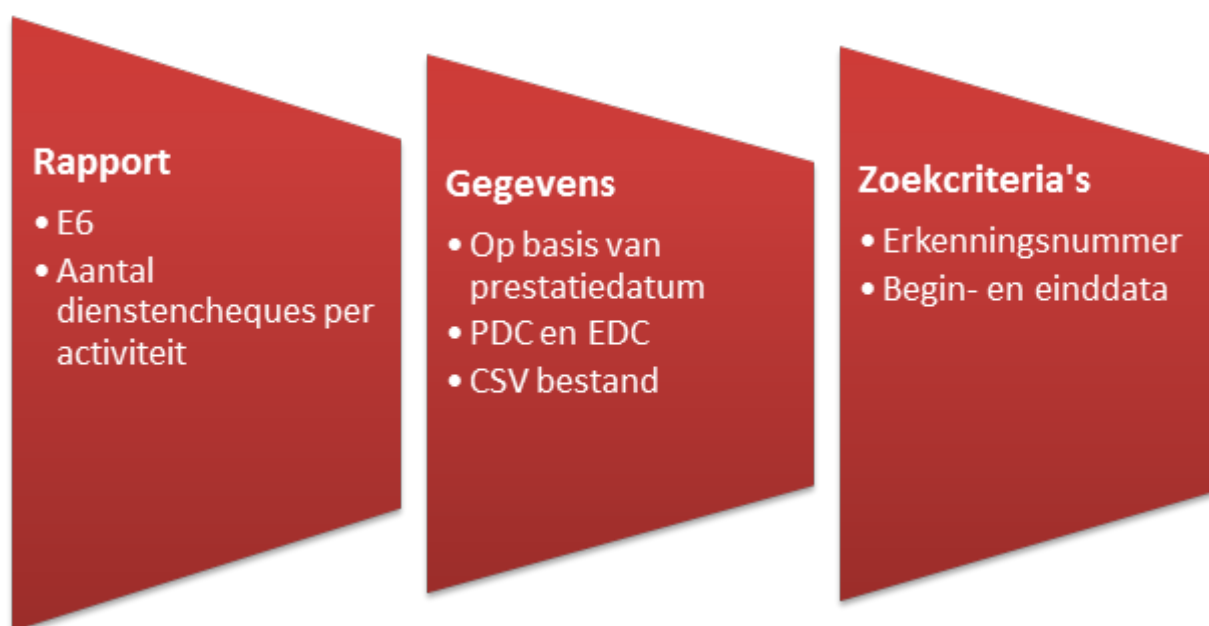 Rapport
• E6
• Aantal
dienstencheques per
activiteit
Gegevens
• Op basis van
prestatiedatum
• PDC en EDC
• CSV bestand
Zoekcriteria's
• Erkenningsnummer
• Begin- en einddata